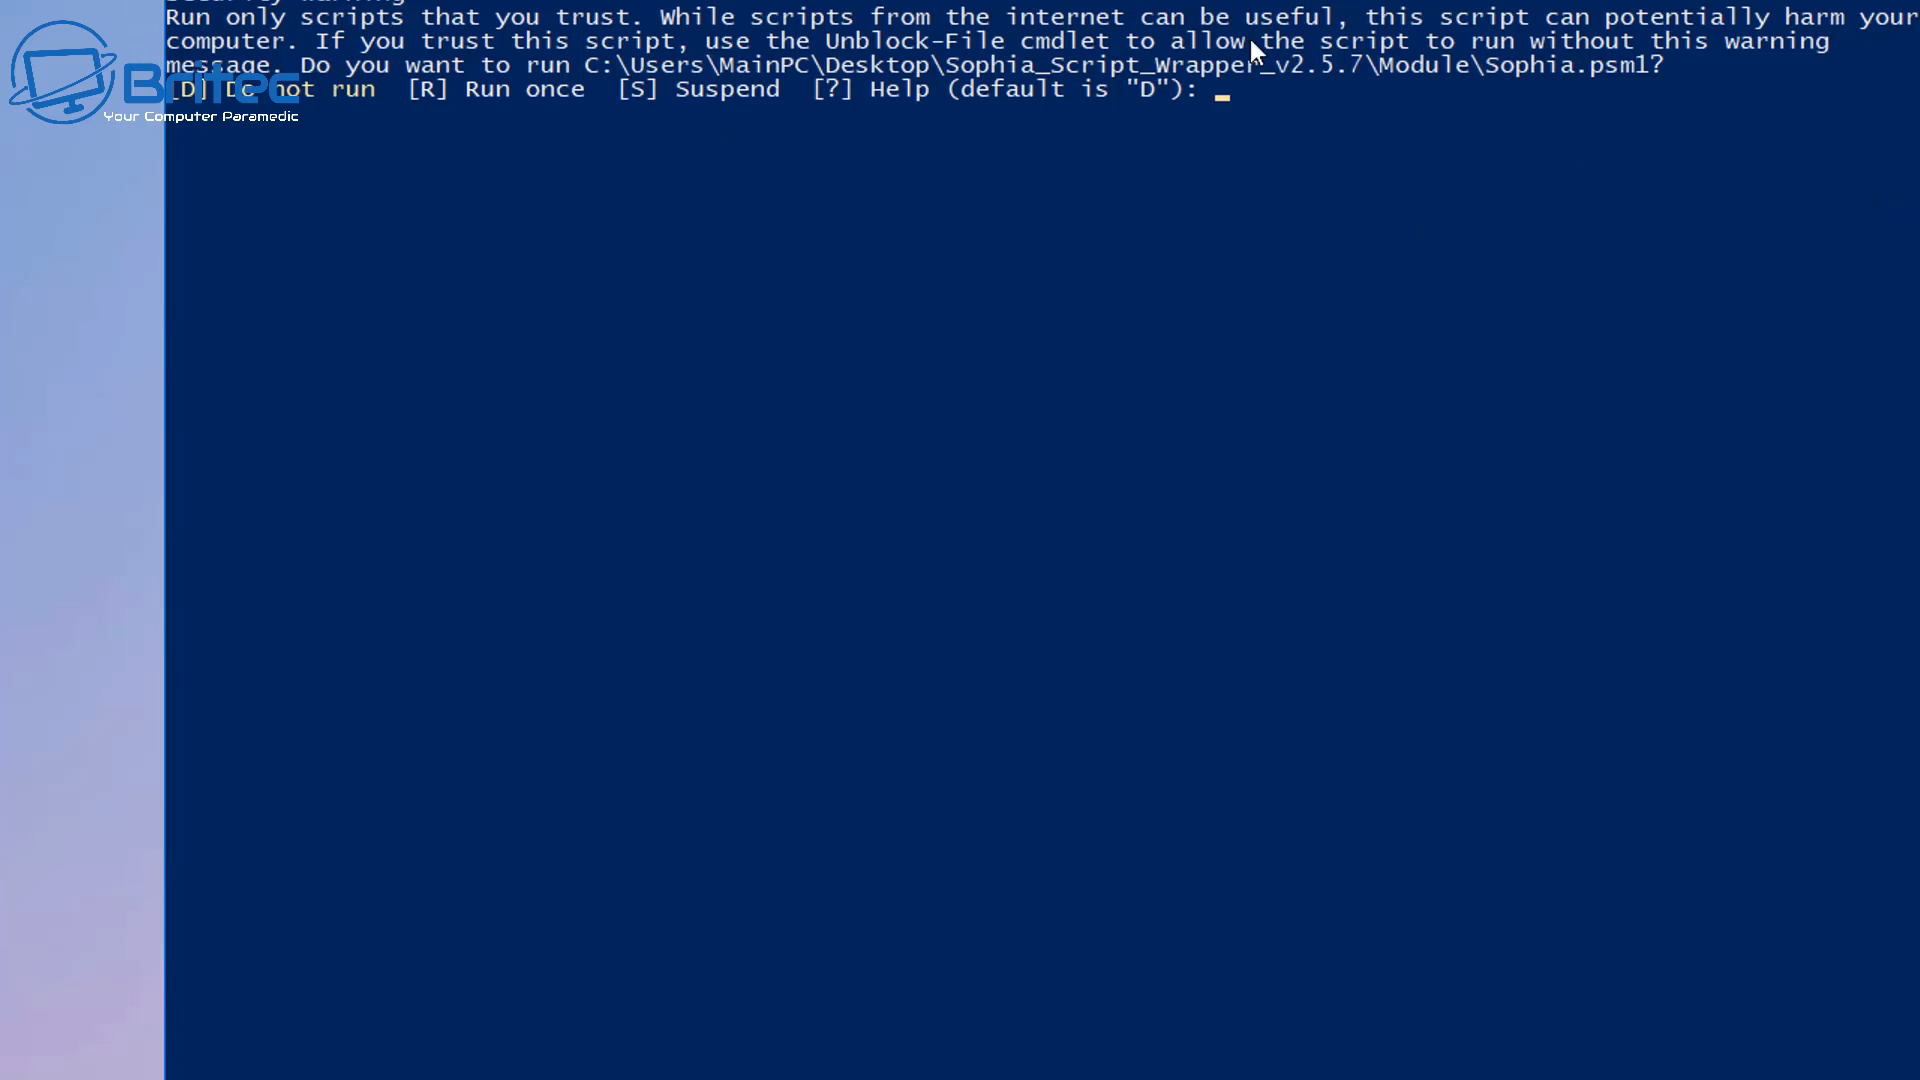 Security warning
Run only scripts that you trust. While scripts from the internet can be useful, this script can potentially harm your
computer. If you trust this script, use the Unblock-File cmdlet to allow the script to run without this warning
message. Do you want to run C:\Users\MainPC\Desktop\Sophia_Script_Wrapper_v2.5.7\Module\Sophia.psm1?
[D] Do not run  [R] Run once  [S] Suspend  [?] Help (default is "D"):
Britec
Your Computer Paramedic